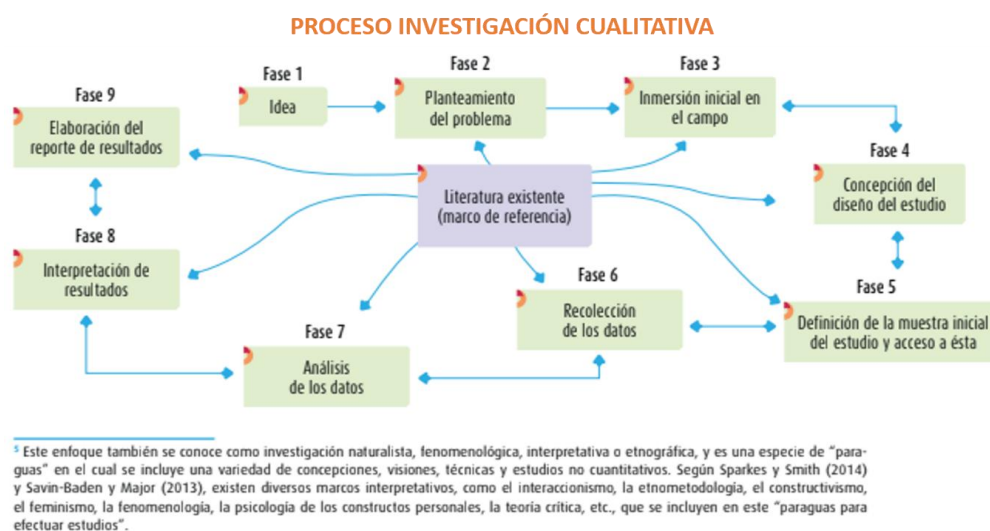 PROCESO INVESTIGACIÓN CUALITATIVA
Fase 1
Idea
Fase 2
Planteamiento
del problema
Fase 3
Inmersión inicial en
el campo
Fase 4
Concepción del
diseño del estudio
Fase 5
Definición de la muestra inicial
del estudio y acceso a ésta
Fase 6
Recolección
de los datos
Fase 7
Análisis
de los datos
Fase 8
Interpretación de
resultados
Fase 9
Elaboración del
reporte de resultados
Literatura existente
(marco de referencia)
5 Este enfoque también se conoce como investigación naturalista, fenomenológica, interpretativa o etnográfica, y es una especie de “para-
guas” en el cual se incluye una variedad de concepciones, visiones, técnicas y estudios no cuantitativos. Según Sparkes y Smith (2014)
y Savin-Baden y Major (2013), existen diversos marcos interpretativos, como el interaccionismo, la etnometodología, el constructivismo,
el feminismo, la fenomenología, la psicología de los constructos personales, la teoría crítica, etc., que se incluyen en este “paraguas para
efectuar estudios”.